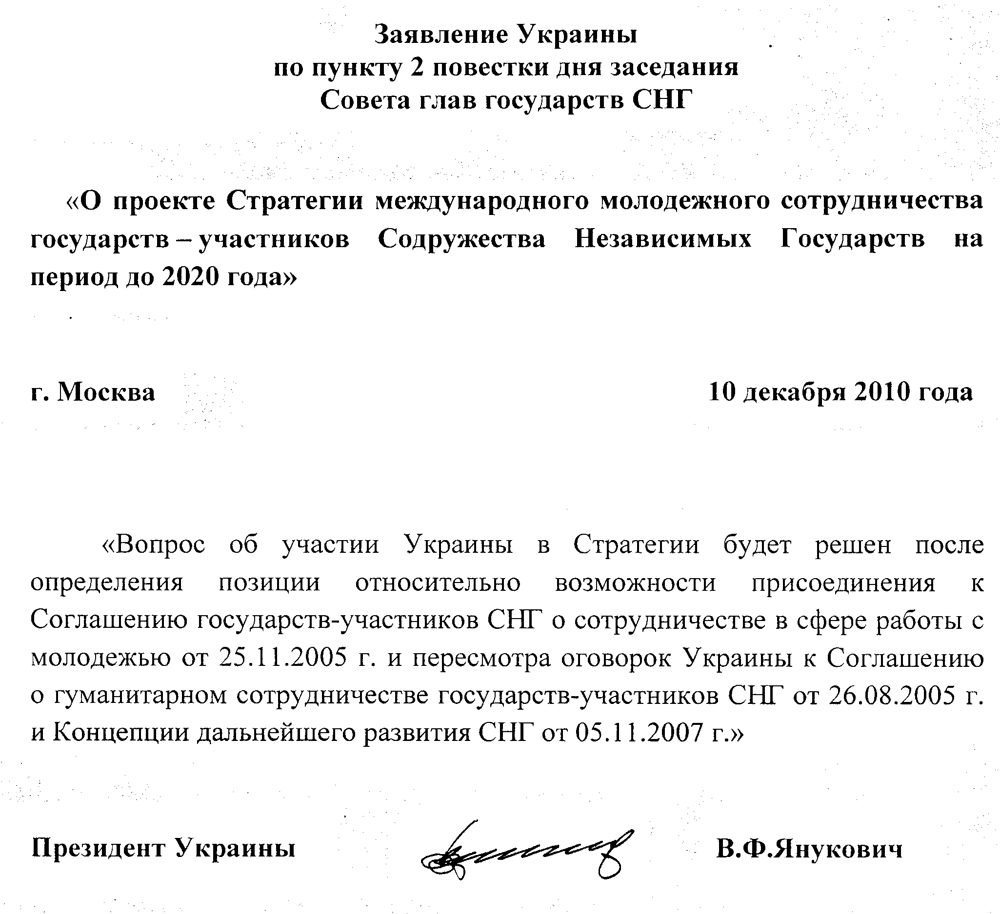 Заявление Украины
по пункту 2 повестки дня заседания
Совета глав государств СНГ
«О проекте Стратегии международного молодежного сотрудничества
государств – участников Содружества Независимых Государств на
период до 2020 года»
г. Москва 10 декабря 2010 года
«Вопрос об участии Украины в Стратегии будет решен после
определения позиции относительно возможности присоединения к
Соглашению государств-участников СНГ о сотрудничестве в сфере работы с
молодежью от 25.11.2005 г. и пересмотра оговорок Украины к Соглашению
о гуманитарном сотрудничестве государств-участников СНГ от 26.08.2005 г.
и Концепции дальнейшего развития СНГ от 05.11.2007 г.»
Президент Украины В.Ф.Янукович